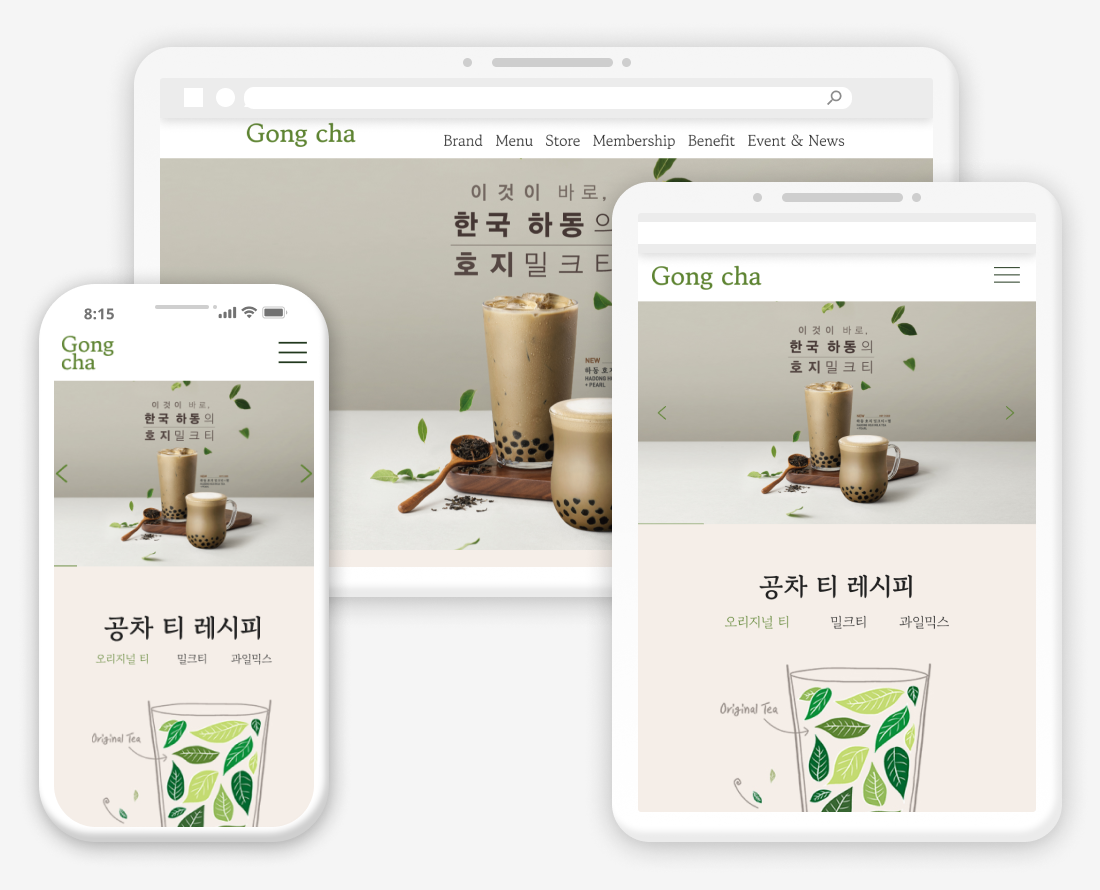 Gong cha
Brand Menu Store Membership Benefit Event & News
이것이 바로,
한국 하동의
호지밀크티
NEW
하동 호지
HADONG HO
+ PEARL
Gong cha
이것이 바로,
한국 하동의
호지밀크티
NEW
공차 티 레시피
오리지널 티 밀크티 과일믹스
Original Tea
8:15
Gong
cha
이것이 바로,
한국 하동의
호지밀크티
공차 티 레시피
오리지널 티 밀크티 과일믹스
Original Tea